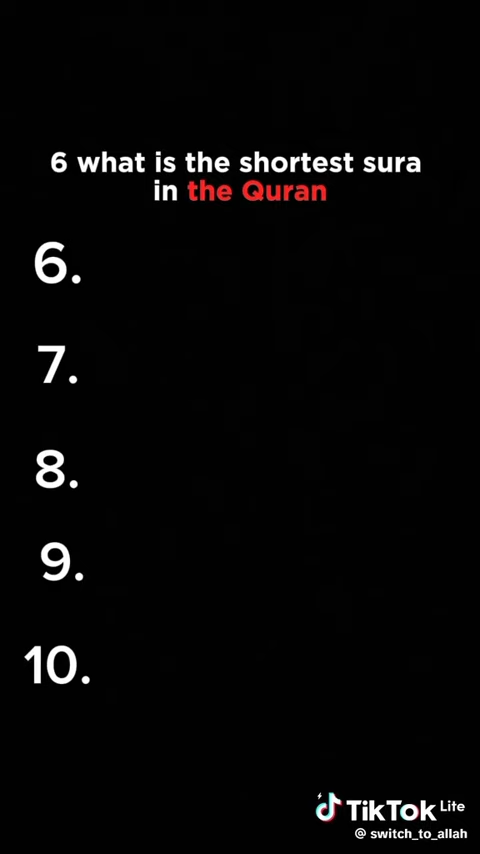 6 what is the shortest sura
in the Quran
6.
7.
8.
9.
10.
TikTok Lite
@ switch_to_allah